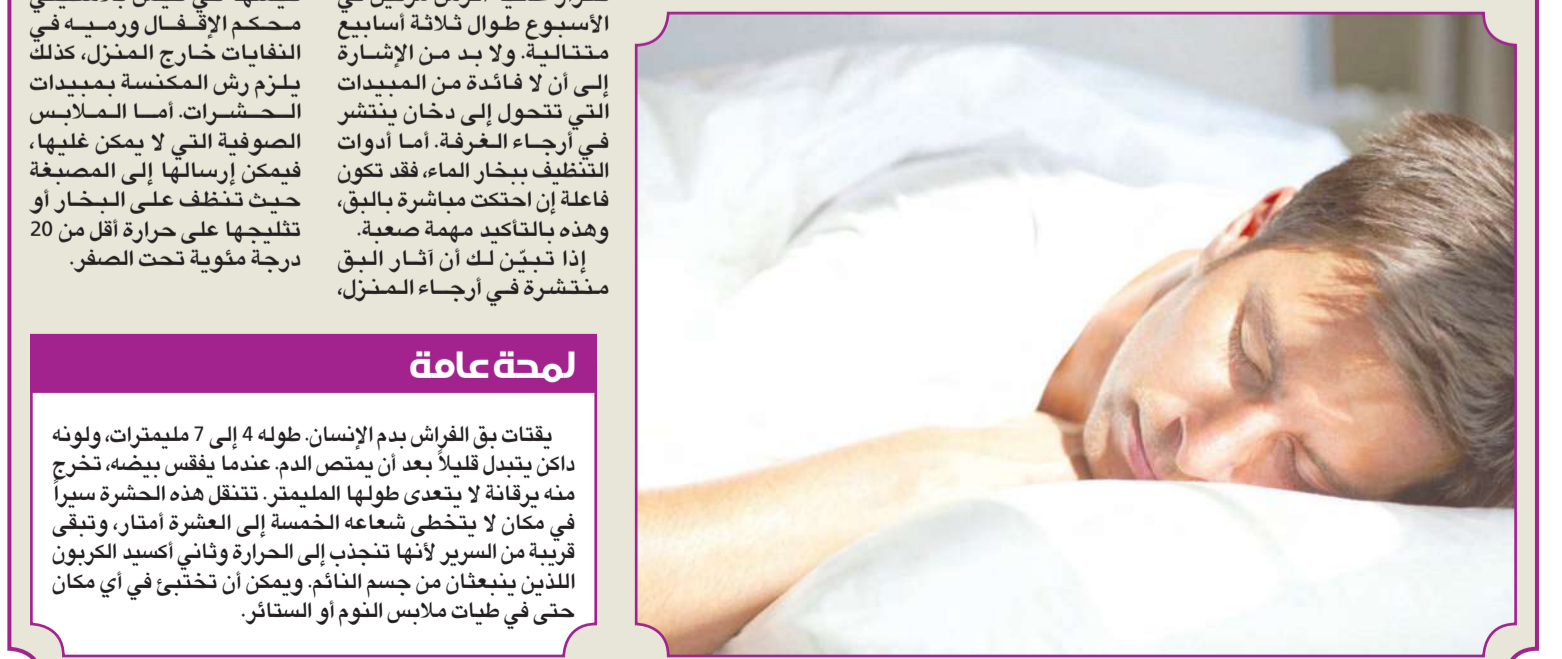 الأسبوع طوال ثلاثة أسابيع
متتالية. ولا بد من الإشارة
إلى أن لا فائدة من المبيدات
التي تتحول إلى دخان ينتشر
في أرجاء الغرفة. أما أدوات
التنظيف ببخار الماء، فقد تكون
فاعلة إن احتكت مباشرة بالبق،
وهذه بالتأكيد مهمة صعبة.
إذا تبيّن لك أن آثار البق
منتشرة في أرجاء المنزل،
محكم الإقفال ورميه في
النفايات خارج المنزل، كذلك
يلزم رش المكنسة بمبيدات
الحشرات. أما الملابس
الصوفية التي لا يمكن غليها،
فيمكن إرسالها إلى المصبغة
حيث تنظف على البخار أو
تثليجها على حرارة أقل من 20
درجة مئوية تحت الصفر.
لمحة عامة
يقتات بق الفراش بدم الإنسان. طوله 4 إلى 7 مليمترات، ولونه
داكن يتبدل قليلاً بعد أن يمتص الدم. عندما يفقس بيضه، تخرج
منه يرقانة لا يتعدى طولها المليمتر. تتنقل هذه الحشرة سيراً
في مكان لا يتخطى شعاعه الخمسة إلى العشرة أمتار، وتبقى
قريبة من السرير لأنها تنجذب إلى الحرارة وثاني أكسيد الكربون
اللذين ينبعثان من جسم النائم. ويمكن أن تختبئ في أي مكان
حتى في طيات ملابس النوم أو الستائر.